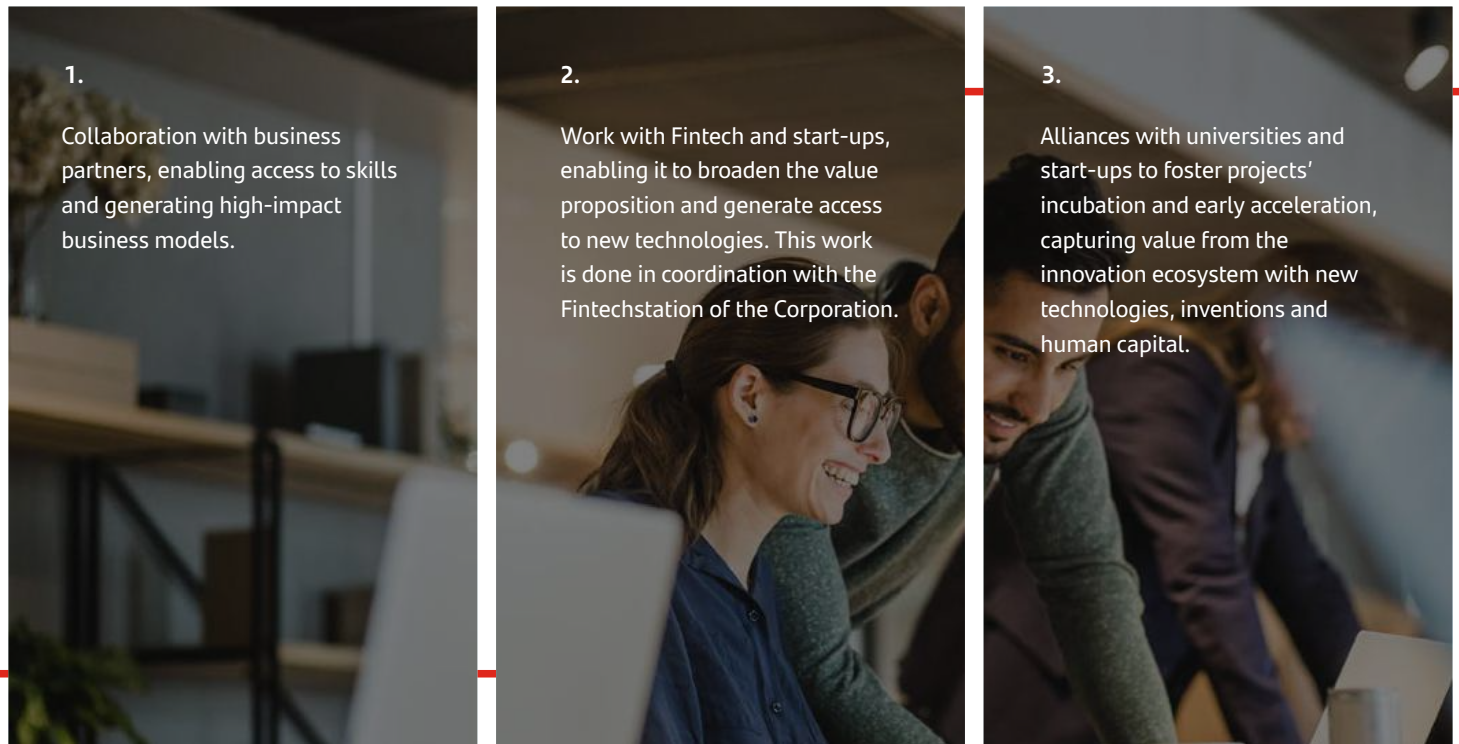 1.
Collaboration with business
partners, enabling access to skills
and generating high-impact
business models.
2.
Work with Fintech and start-ups,
enabling it to broaden the value
proposition and generate access
to new technologies. This work
is done in coordination with the
Fintechstation of the Corporation.
3.
Alliances with universities and
start-ups to foster projects’
incubation and early acceleration,
capturing value from the
innovation ecosystem with new
technologies, inventions and
human capital.